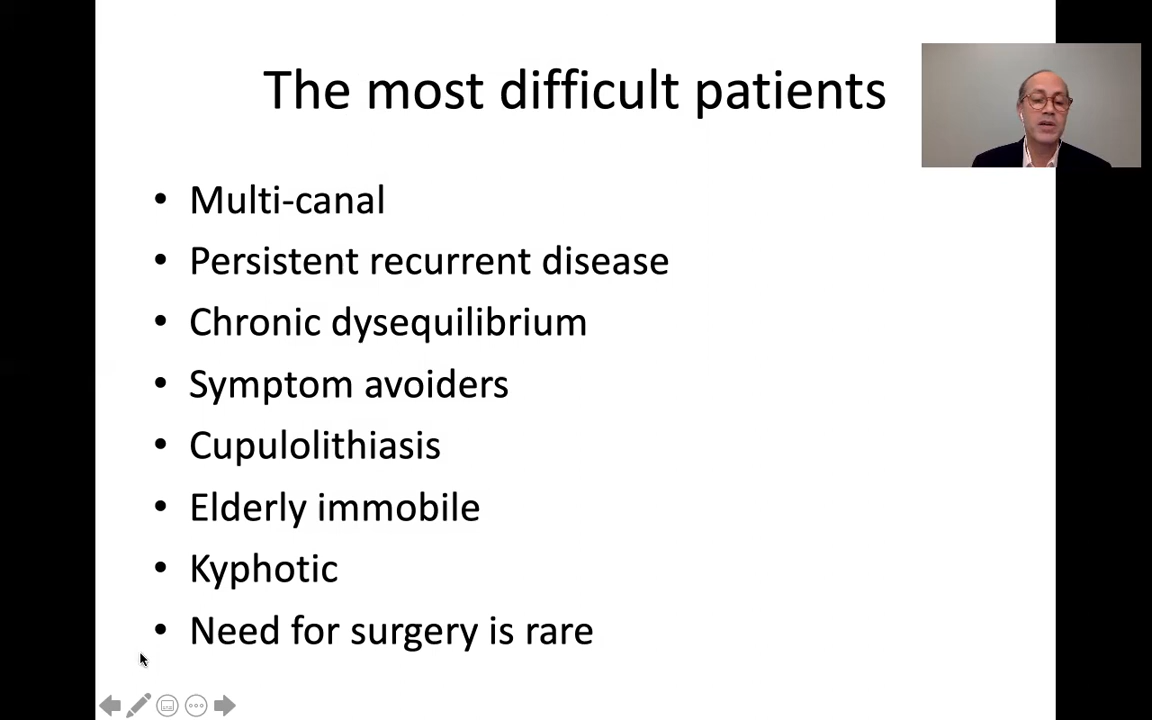 The most difficult patients
• Multi-canal
• Persistent recurrent disease
• Chronic dysequilibrium
• Symptom avoiders
• Cupulolithiasis
• Elderly immobile
• Kyphotic
• Need for surgery is rare